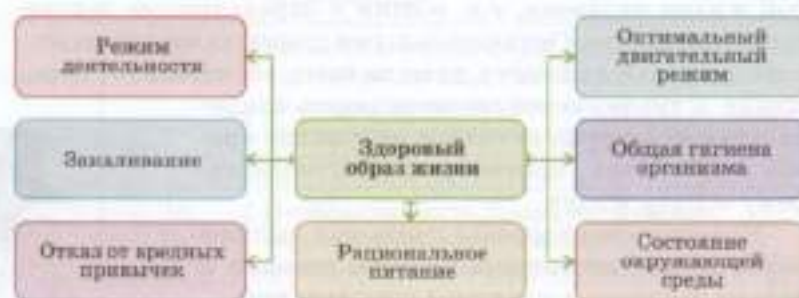 Режим
деятельности
Закаливание
Отказ от вредных
привычек
Здоровый
образ жизни
Рациональное
питание
Оптимальный
двигательный
режим
Общая гигиена
организма
Состояние
окружающей
среды